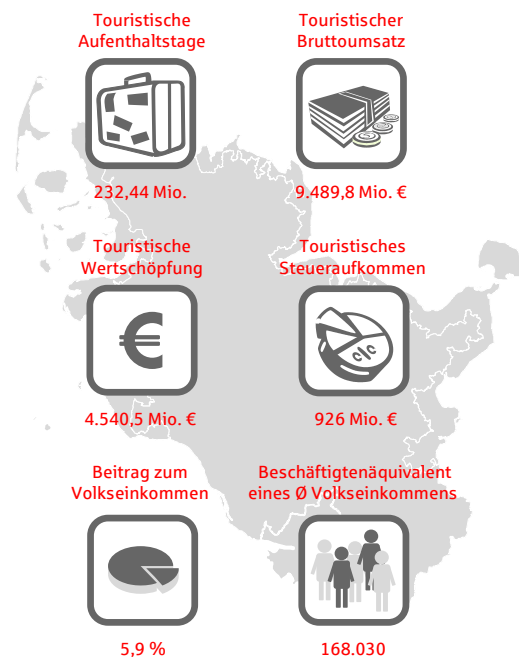 Touristische
Aufenthaltstage
232,44 Mio.
Touristischer
Bruttoumsatz
9.489,8 Mio. €
Touristische
Wertschöpfung
€
4.540,5 Mio. €
Touristisches
Steueraufkommen
926 Mio. €
Beitrag zum
Volkseinkommen
5,9 %
Beschäftigtenäquivalent
eines Ø Volkseinkommens
168.030